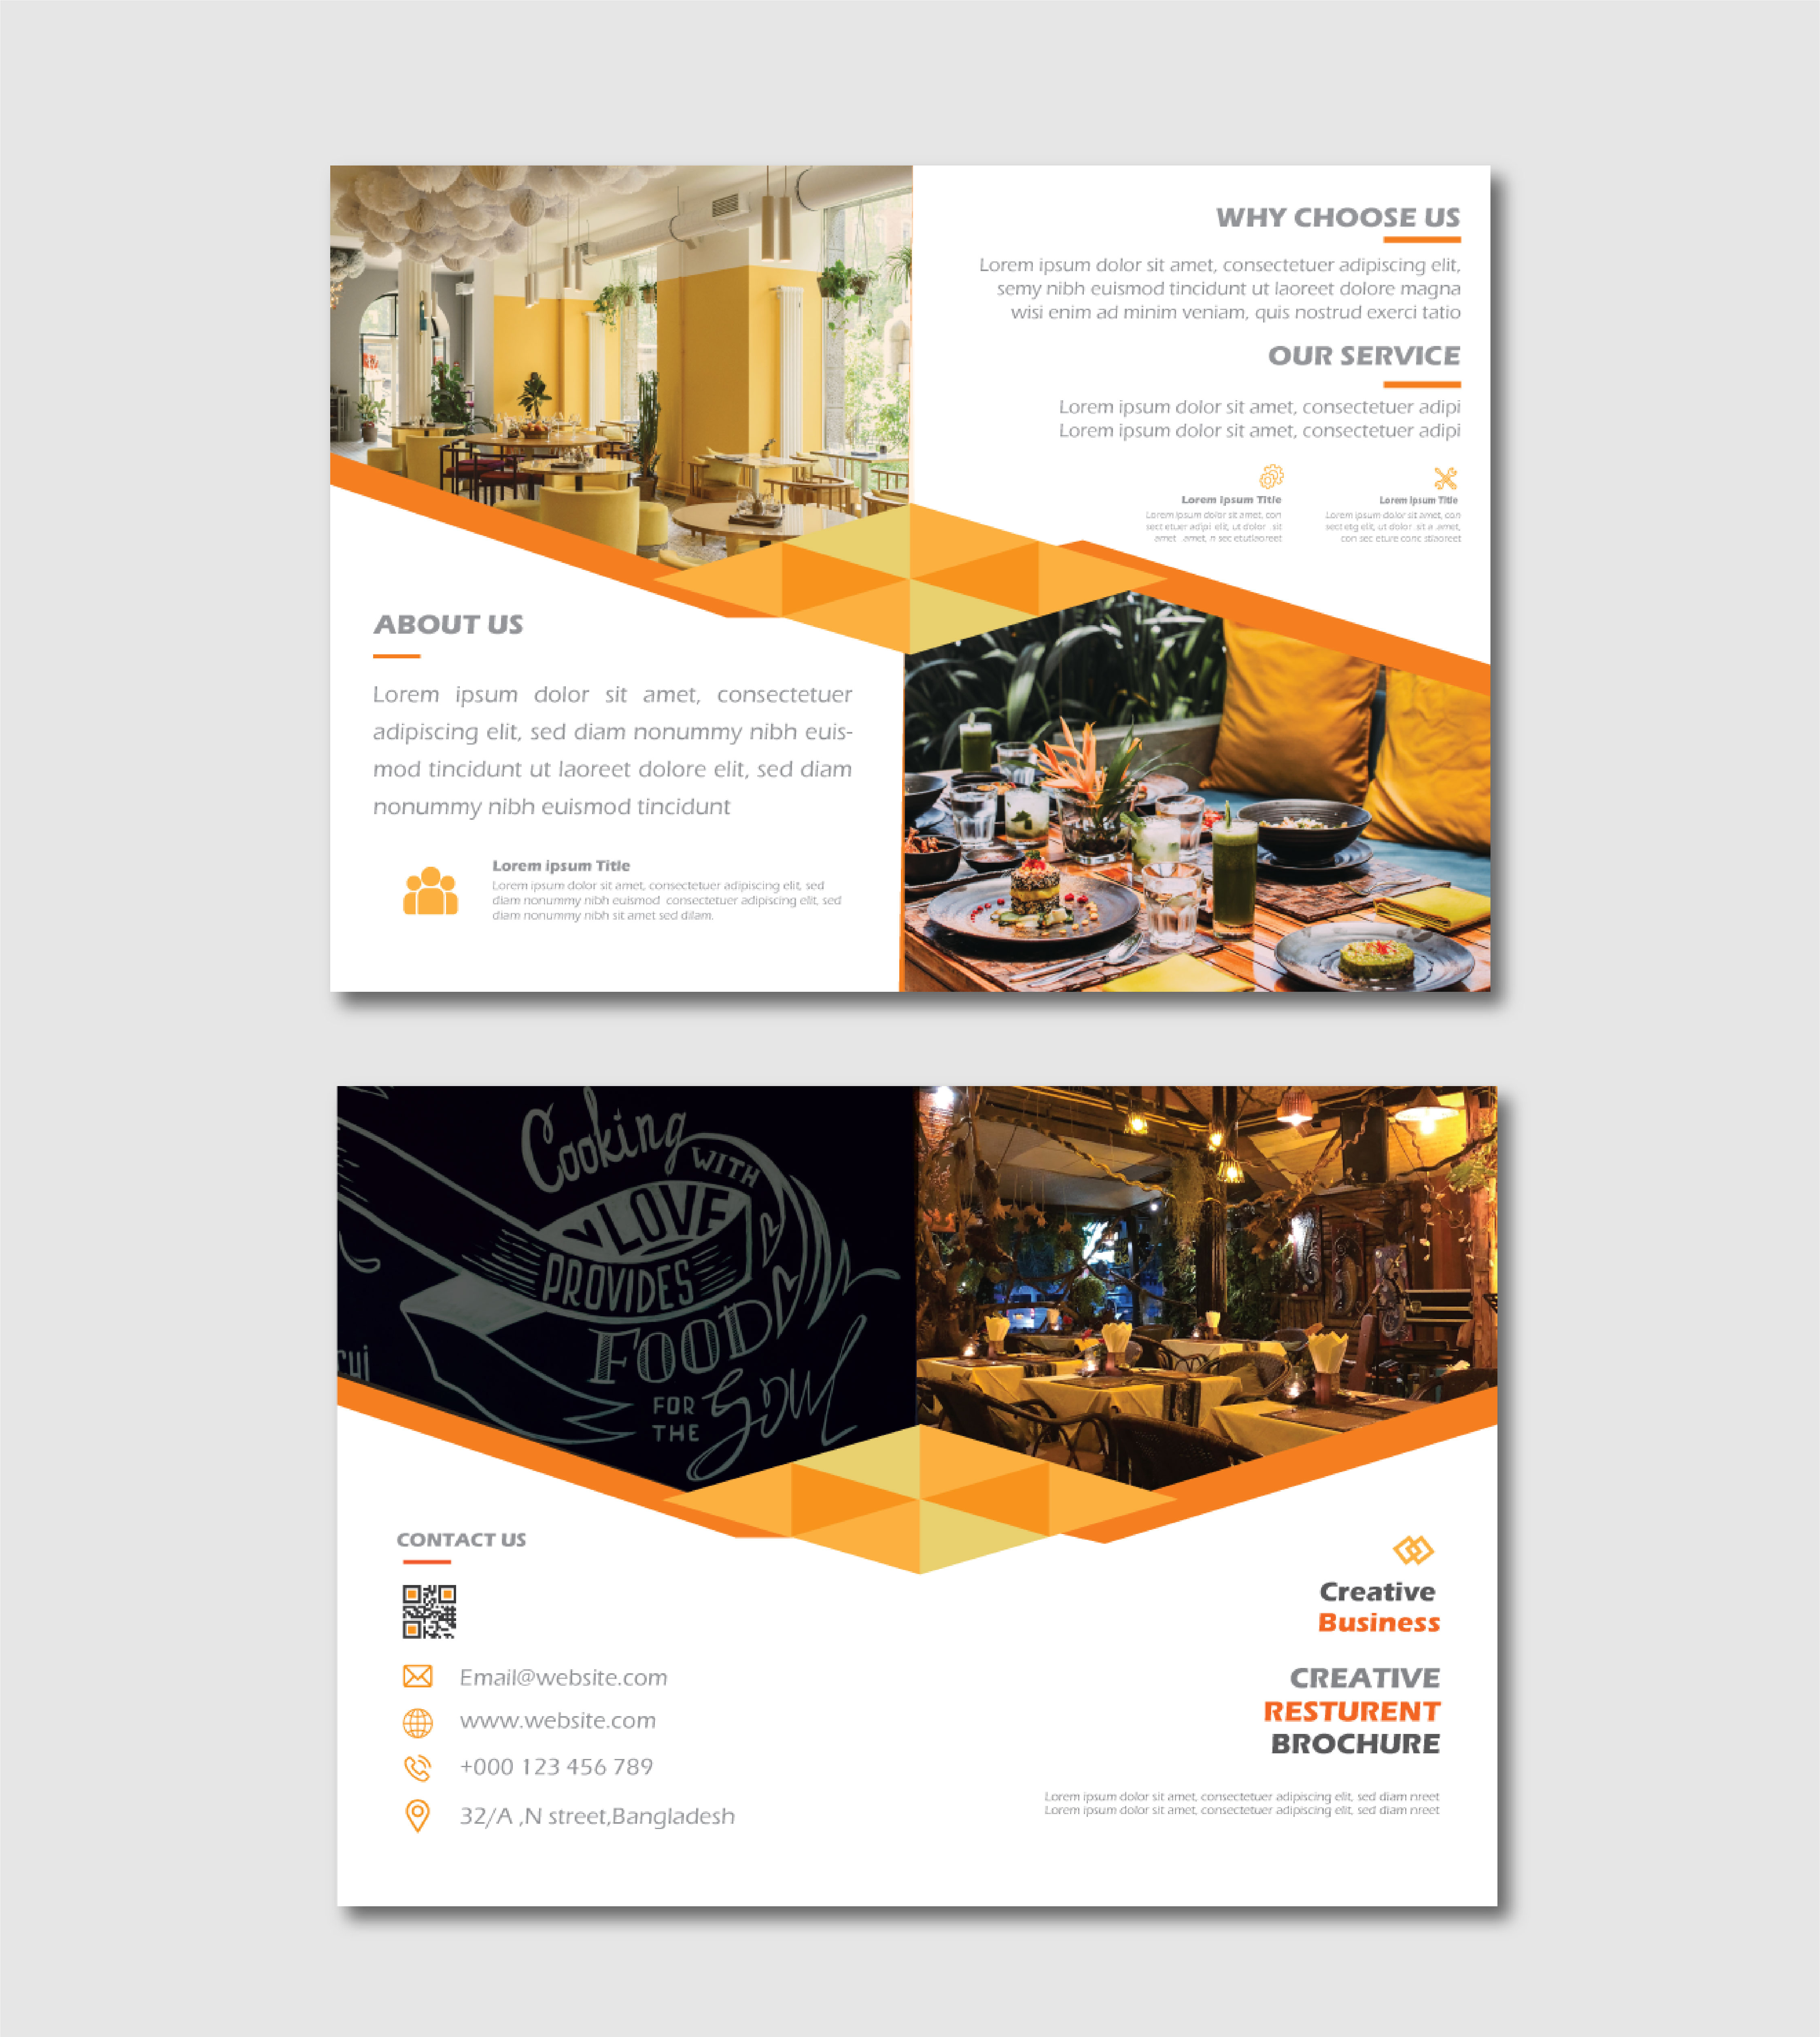 WHY CHOOSE US
Lorem ipsum dolor sit amet, consectetuer adipiscing elit,
semy nibh euismod tincidunt ut laoreet dolore magna
wisi enim ad minim veniam, quis nostrud exerci tatio
OUR SERVICE
Lorem ipsum dolor sit amet, consectetuer adipi
Lorem ipsum dolor sit amet, consectetuer adipi
Lorem Ipsum Title
Lorem ipsum dolor sit amet, con
sect etuer adipi elit, ut dolor .sit
amet .amet, n sec etutlaoreet
Lorem Ipsum Title
Lorem ipsum dolor sit amet, con
sect etg elit, ut dolor .sit a .amet,
con sec eture conc stlaoreet
ABOUT US
Lorem ipsum dolor sit amet, consectetuer
adipiscing elit, sed diam nonummy nibh euis-
mod tincidunt ut laoreet dolore elit, sed diam
nonummy nibh euismod tincidunt
Lorem ipsum Title
Lorem ipsum dolor sit amet, consectetuer adipiscing elit, sed
diam nonummy nibh euismod consectetuer adipiscing elit, sed
diam nonummy nibh sit amet sed dilam.
Cooking
WITH
LOVE
PROVIDES
FOOD
FOR
THE
Soul
CONTACT US
Email@website.com
www.website.com
+000 123 456 789
32/A ,N street,Bangladesh
Creative
Business
CREATIVE
RESTURENT
BROCHURE
Lorem ipsum dolor sit amet, consectetuer adipiscing elit, sed diam nreet
Lorem ipsum dolor sit amet, consectetuer adipiscing elit, sed diam nreet